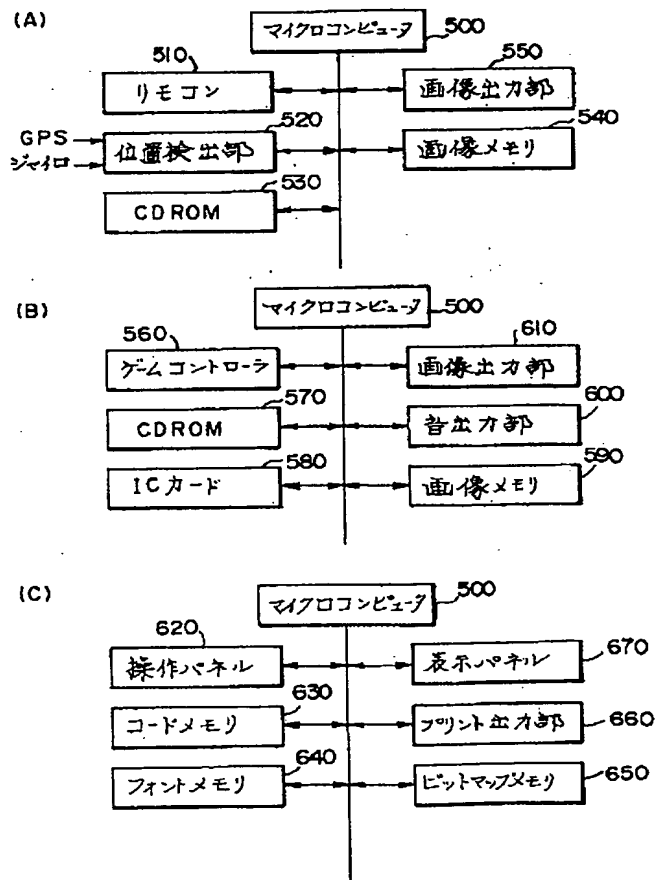 (A)
マイクロコンピュータ 500
510 550
リモコン 画像出力部
520 540
GPS
ジャイロ
位置検出部 画像メモリ
530
CDROM
(B)
マイクロコンピュータ 500
560 610
ゲームコントローラ 画像出力部
570 600
CDROM 音出力部
580 590
ICカード 画像メモリ
(C)
マイクロコンピュータ 500
620 670
操作パネル 表示パネル
630 660
コードメモリ プリント出力部
640 650
フォントメモリ ビットマップメモリ